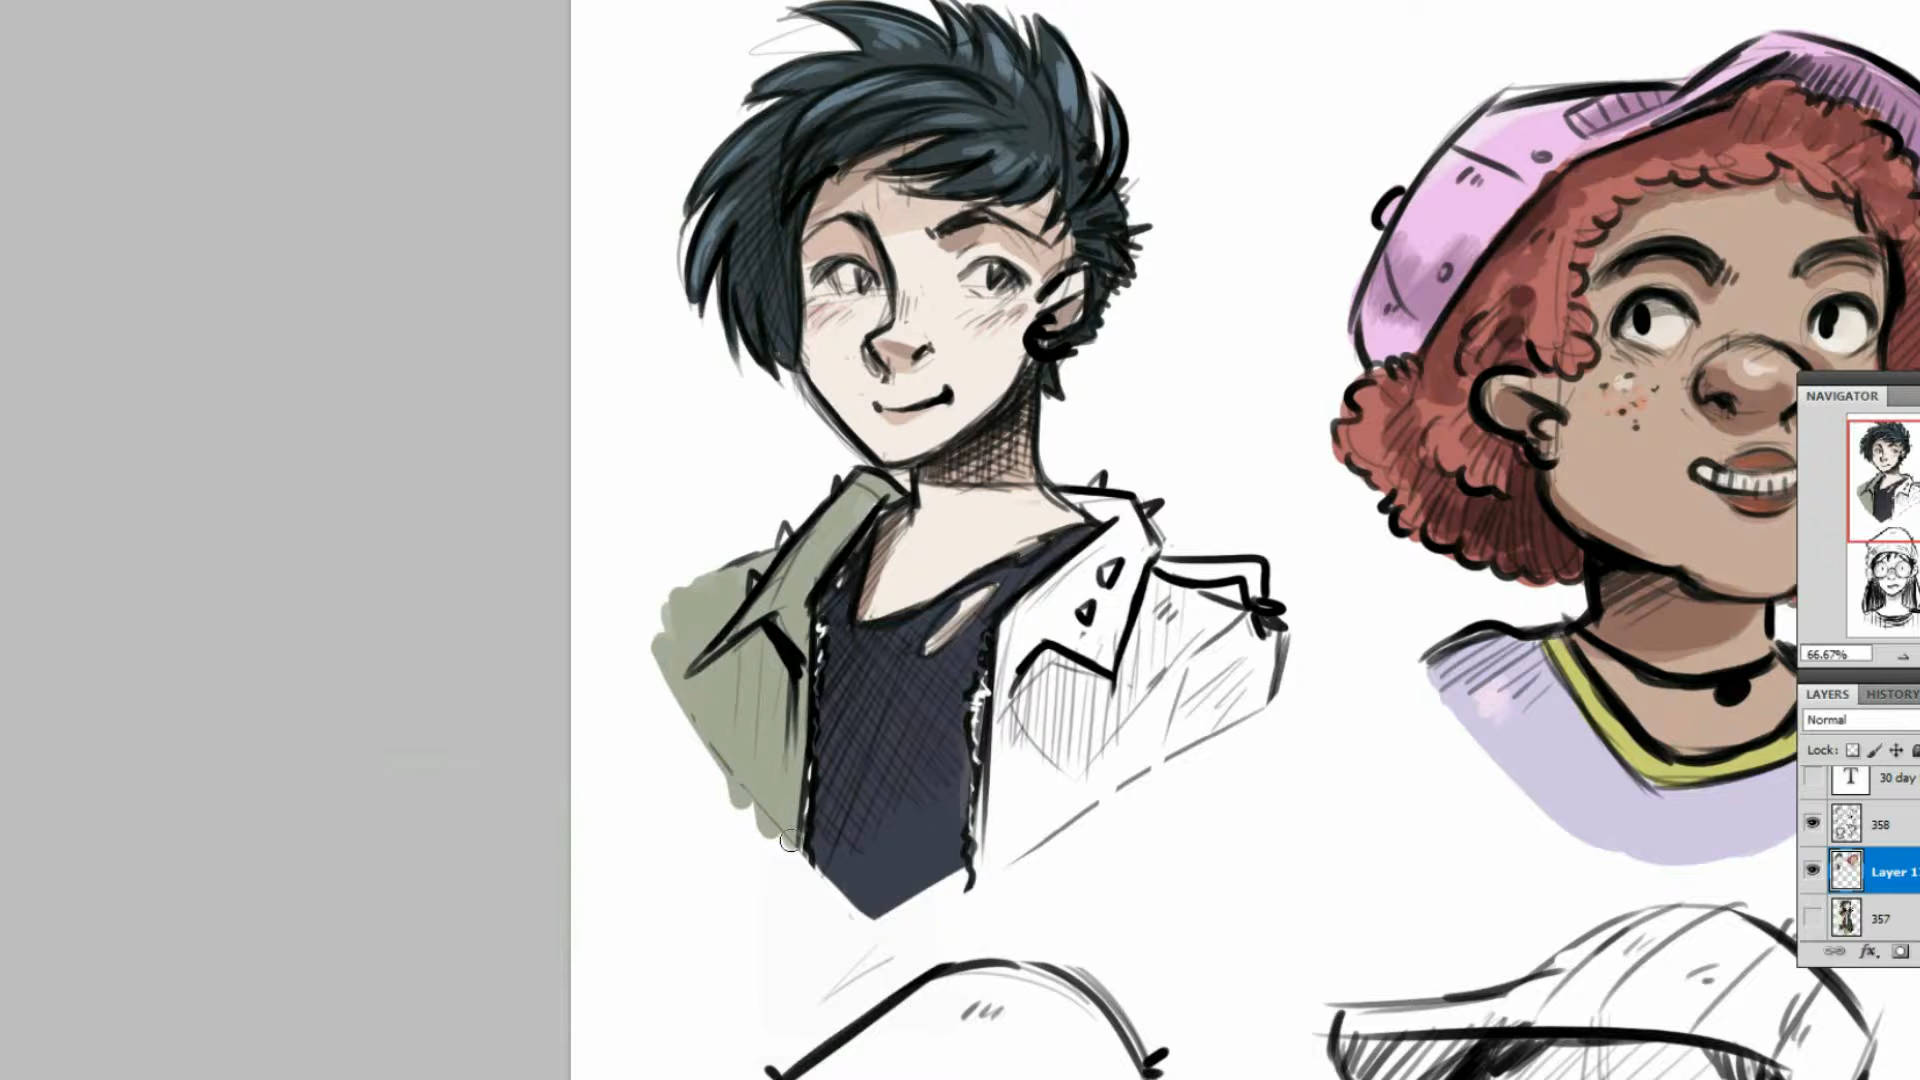 NAVIGATOR
66.67%
LAYERS HISTORY
Normal
Lock:
T 30 day
358
Layer 1
357
fx